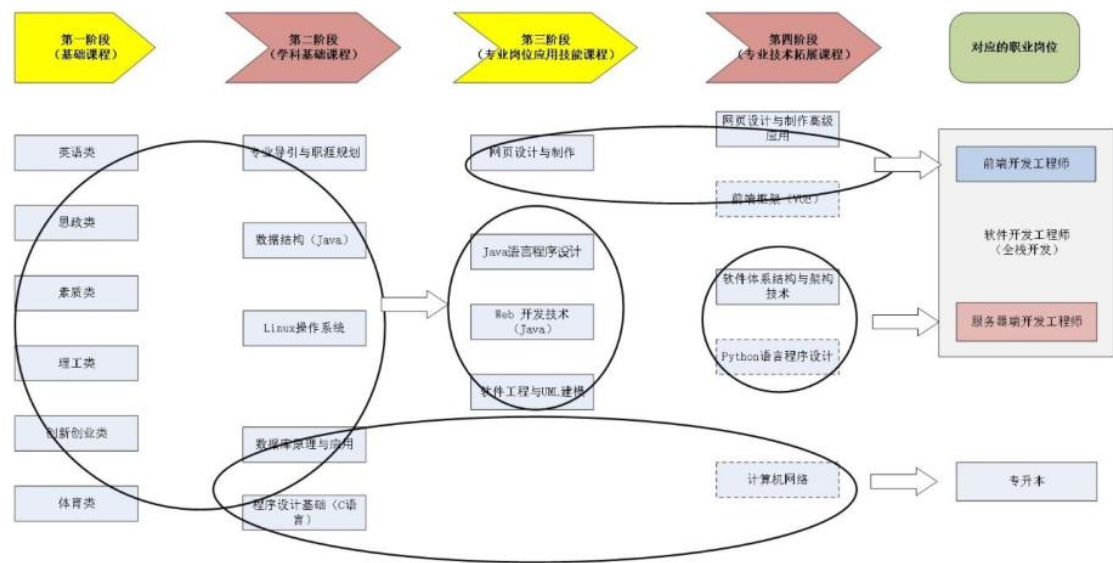 第一阶段
（基础课程）
第二阶段
（学科基础课程）
第三阶段
（专业岗位应用技能课程）
第四阶段
（专业技术拓展课程）
对应的职业岗位
英语类
思政类
素质类
理工类
创新创业类
体育类
专业导引与职涯规划
数据结构（Java）
Linux操作系统
数据库原理与应用
程序设计基础（C语
言）
网页设计与制作
Java语言程序设计
Web 开发技术
（Java）
软件工程与UML建模
网页设计与制作高级
应用
前端框架（VUE）
软件体系结构与架构
技术
Python语言程序设计
计算机网络
前端开发工程师
软件开发工程师
（全栈开发）
服务器端开发工程师
专升本